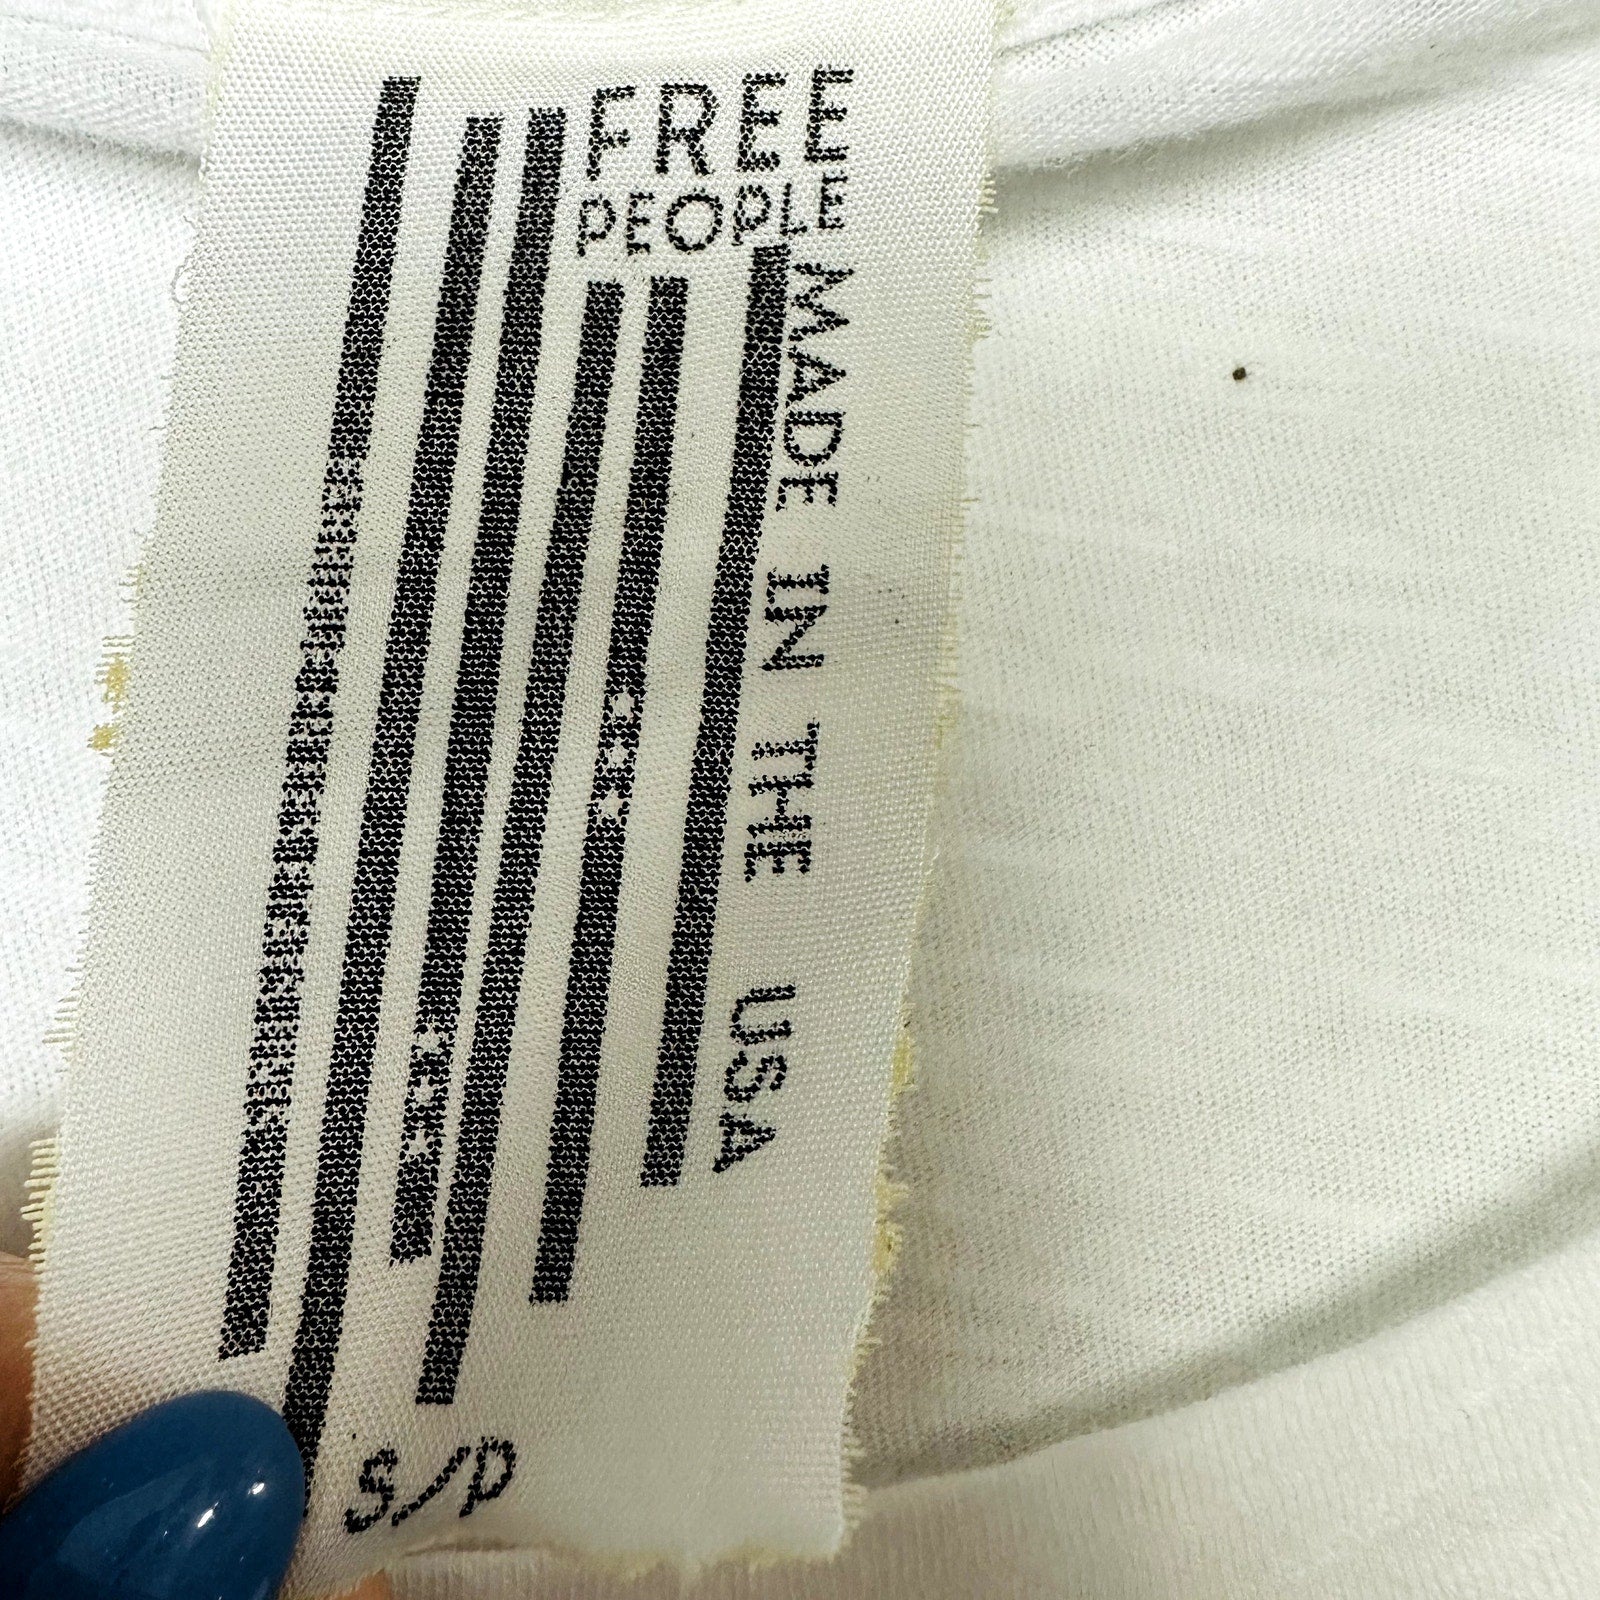 FREE
PEOPLE
MADE IN THE USA
S/P